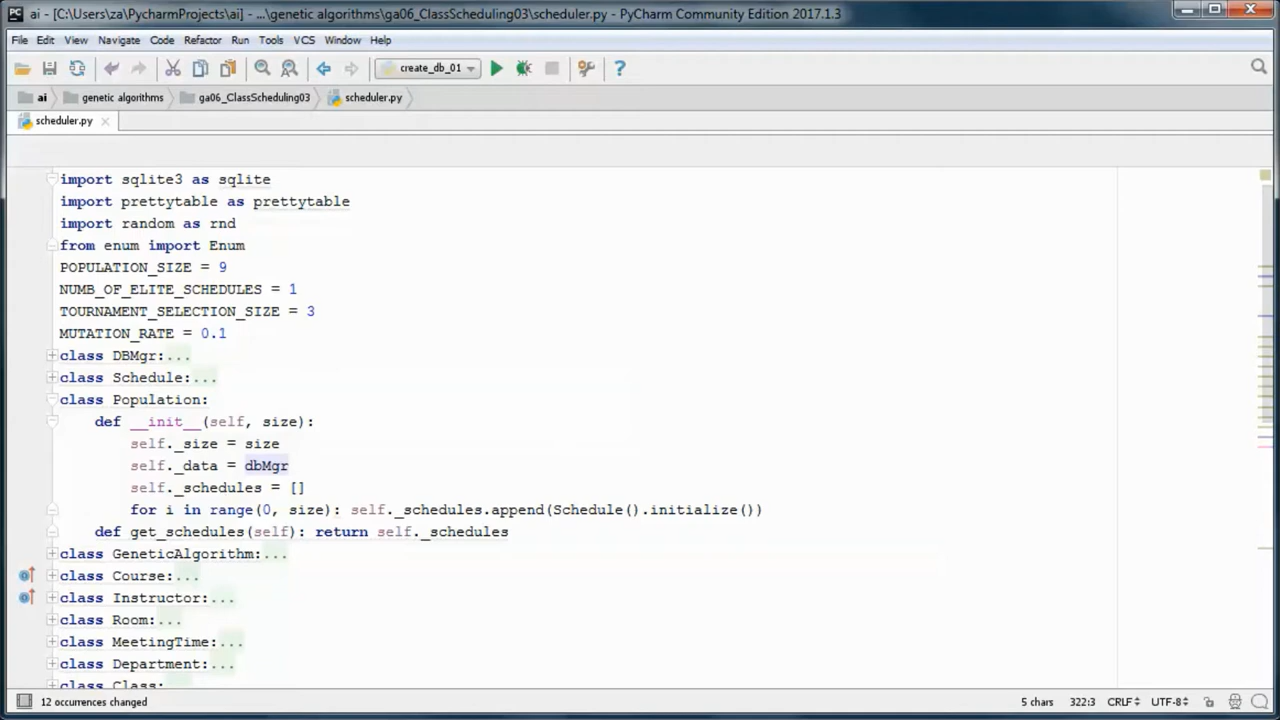 ai - [C:\Users\za\PycharmProjects\ai] - ...\genetic algorithms\ga06_ClassScheduling03\scheduler.py - PyCharm Community Edition 2017.1.3
File Edit View Navigate Code Refactor Run Tools VCS Window Help
create_db_01
ai genetic algorithms ga06_ClassScheduling03 scheduler.py
scheduler.py
import sqlite3 as sqlite
import prettytable as prettytable
import random as rnd
from enum import Enum
POPULATION_SIZE = 9
NUMB_OF_ELITE_SCHEDULES = 1
TOURNAMENT_SELECTION_SIZE = 3
MUTATION_RATE = 0.1
class DBMgr:...
class Schedule:...
class Population:
def __init__(self, size):
self._size = size
self._data = dbMgr
self._schedules = []
for i in range(0, size): self._schedules.append(Schedule().initialize())
def get_schedules(self): return self._schedules
class GeneticAlgorithm:...
class Course:...
class Instructor:...
class Room:...
class MeetingTime:...
class Department:...
class Class:...
12 occurrences changed 5 chars 322:3 CRLF UTF-8